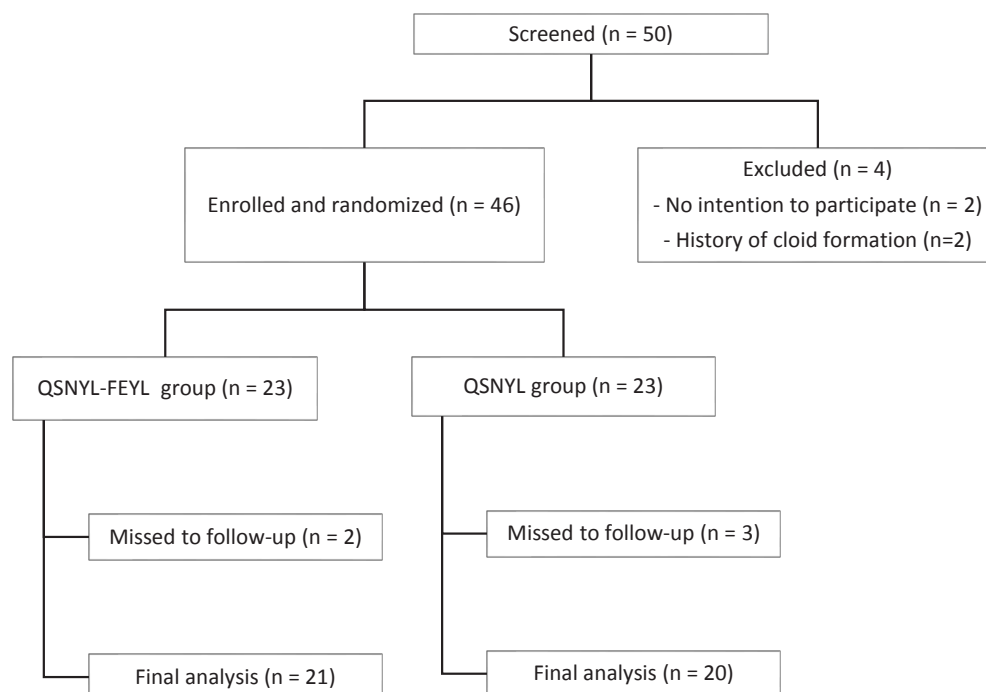 Screened (n = 50)
Enrolled and randomized (n = 46)
Excluded (n = 4)
- No intention to participate (n = 2)
- History of cloid formation (n=2)
QSNYL-FEYL group (n = 23)
QSNYL group (n = 23)
Missed to follow-up (n = 2)
Missed to follow-up (n = 3)
Final analysis (n = 21)
Final analysis (n = 20)